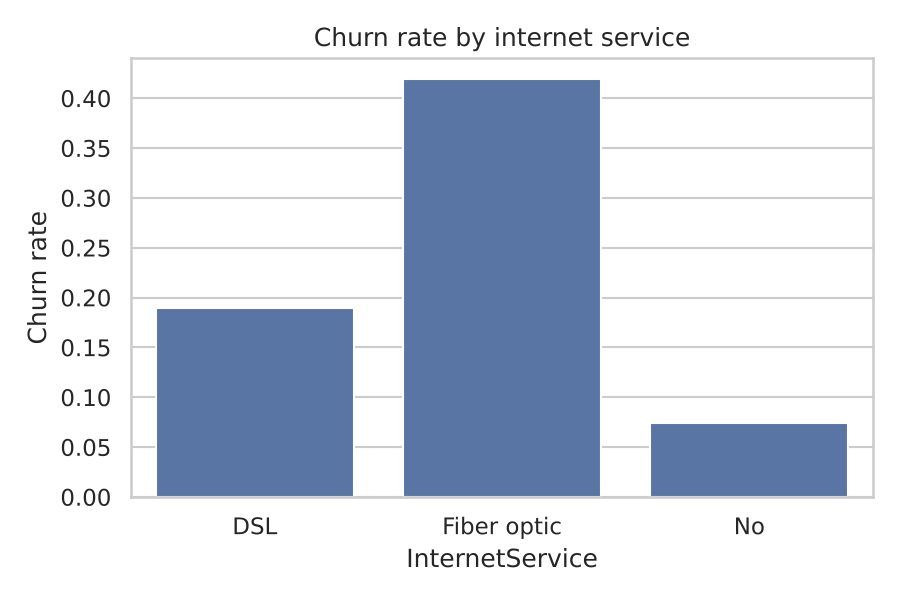 Churn rate by internet service
Churn rate
0.40
0.35
0.30
0.25
0.20
0.15
0.10
0.05
0.00
DSL Fiber optic No
InternetService